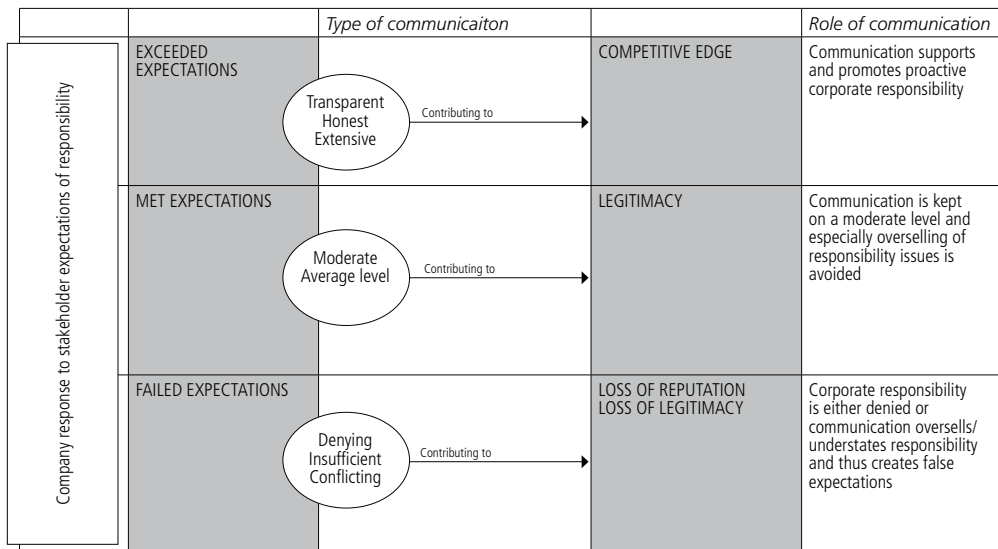 Type of communicaiton
Role of communication
Company response to stakeholder expectations of responsibility
EXCEEDED
EXPECTATIONS
Transparent
Honest
Extensive
Contributing to
COMPETITIVE EDGE
Communication supports
and promotes proactive
corporate responsibility
MET EXPECTATIONS
Moderate
Average level
Contributing to
LEGITIMACY
Communication is kept
on a moderate level and
especially overselling of
responsibility issues is
avoided
FAILED EXPECTATIONS
Denying
Insufficient
Conflicting
Contributing to
LOSS OF REPUTATION
LOSS OF LEGITIMACY
Corporate responsibility
is either denied or
communication oversells/
understates responsibility
and thus creates false
expectations